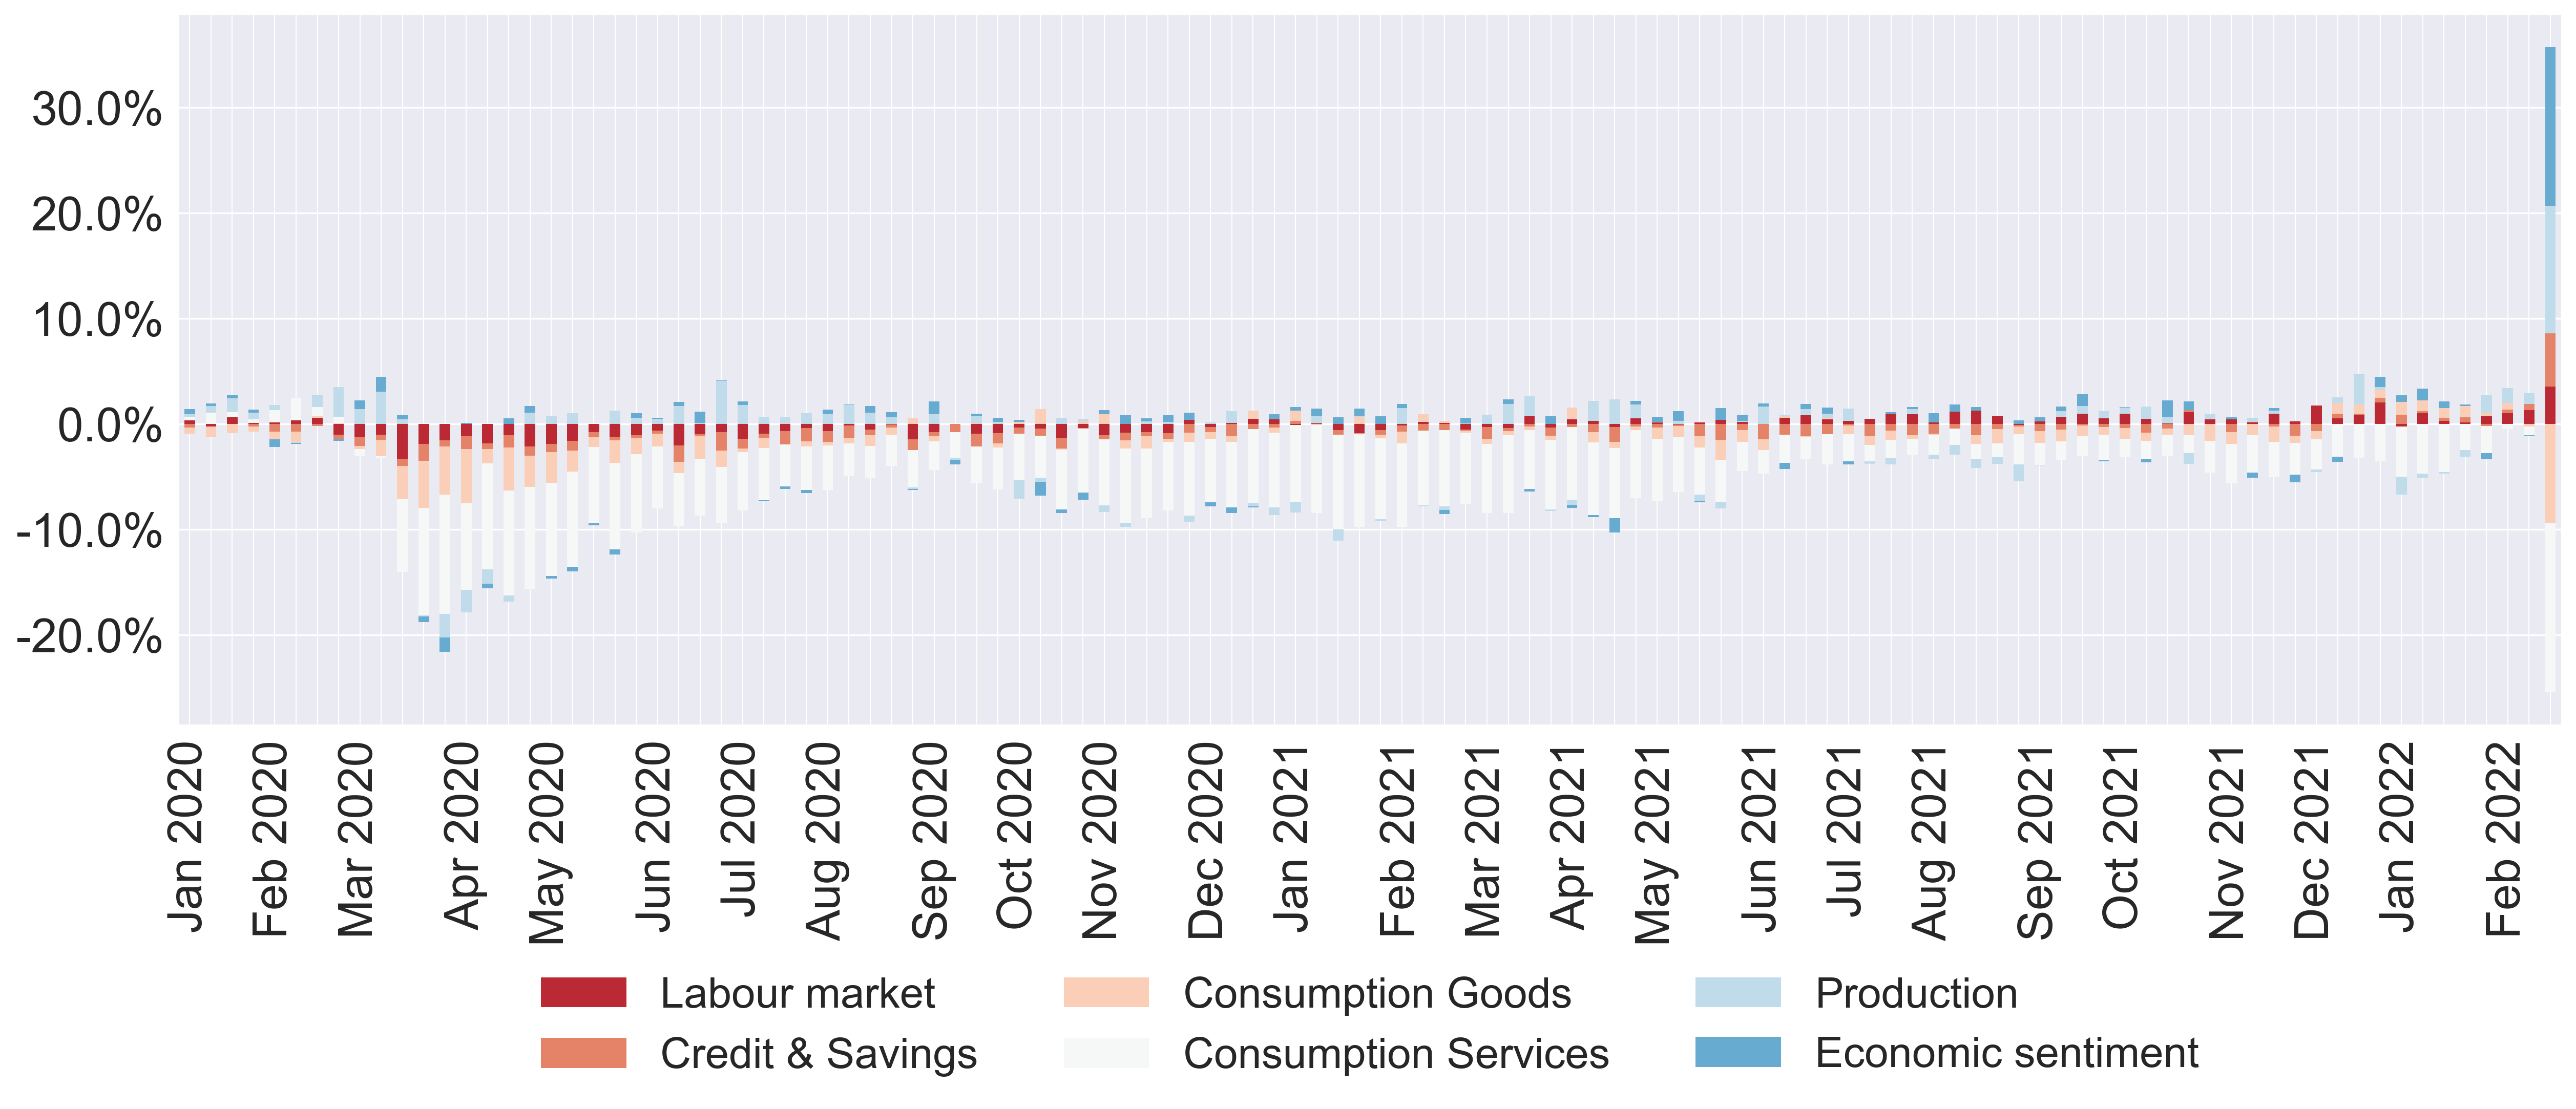 30.0%
20.0%
10.0%
0.0%
-10.0%
-20.0%
Jan 2020
Feb 2020
Mar 2020
Apr 2020
May 2020
Jun 2020
Jul 2020
Aug 2020
Sep 2020
Oct 2020
Nov 2020
Dec 2020
Jan 2021
Feb 2021
Mar 2021
Apr 2021
May 2021
Jun 2021
Jul 2021
Aug 2021
Sep 2021
Oct 2021
Nov 2021
Dec 2021
Jan 2022
Feb 2022
Labour market
Consumption Goods
Production
Credit & Savings
Consumption Services
Economic sentiment